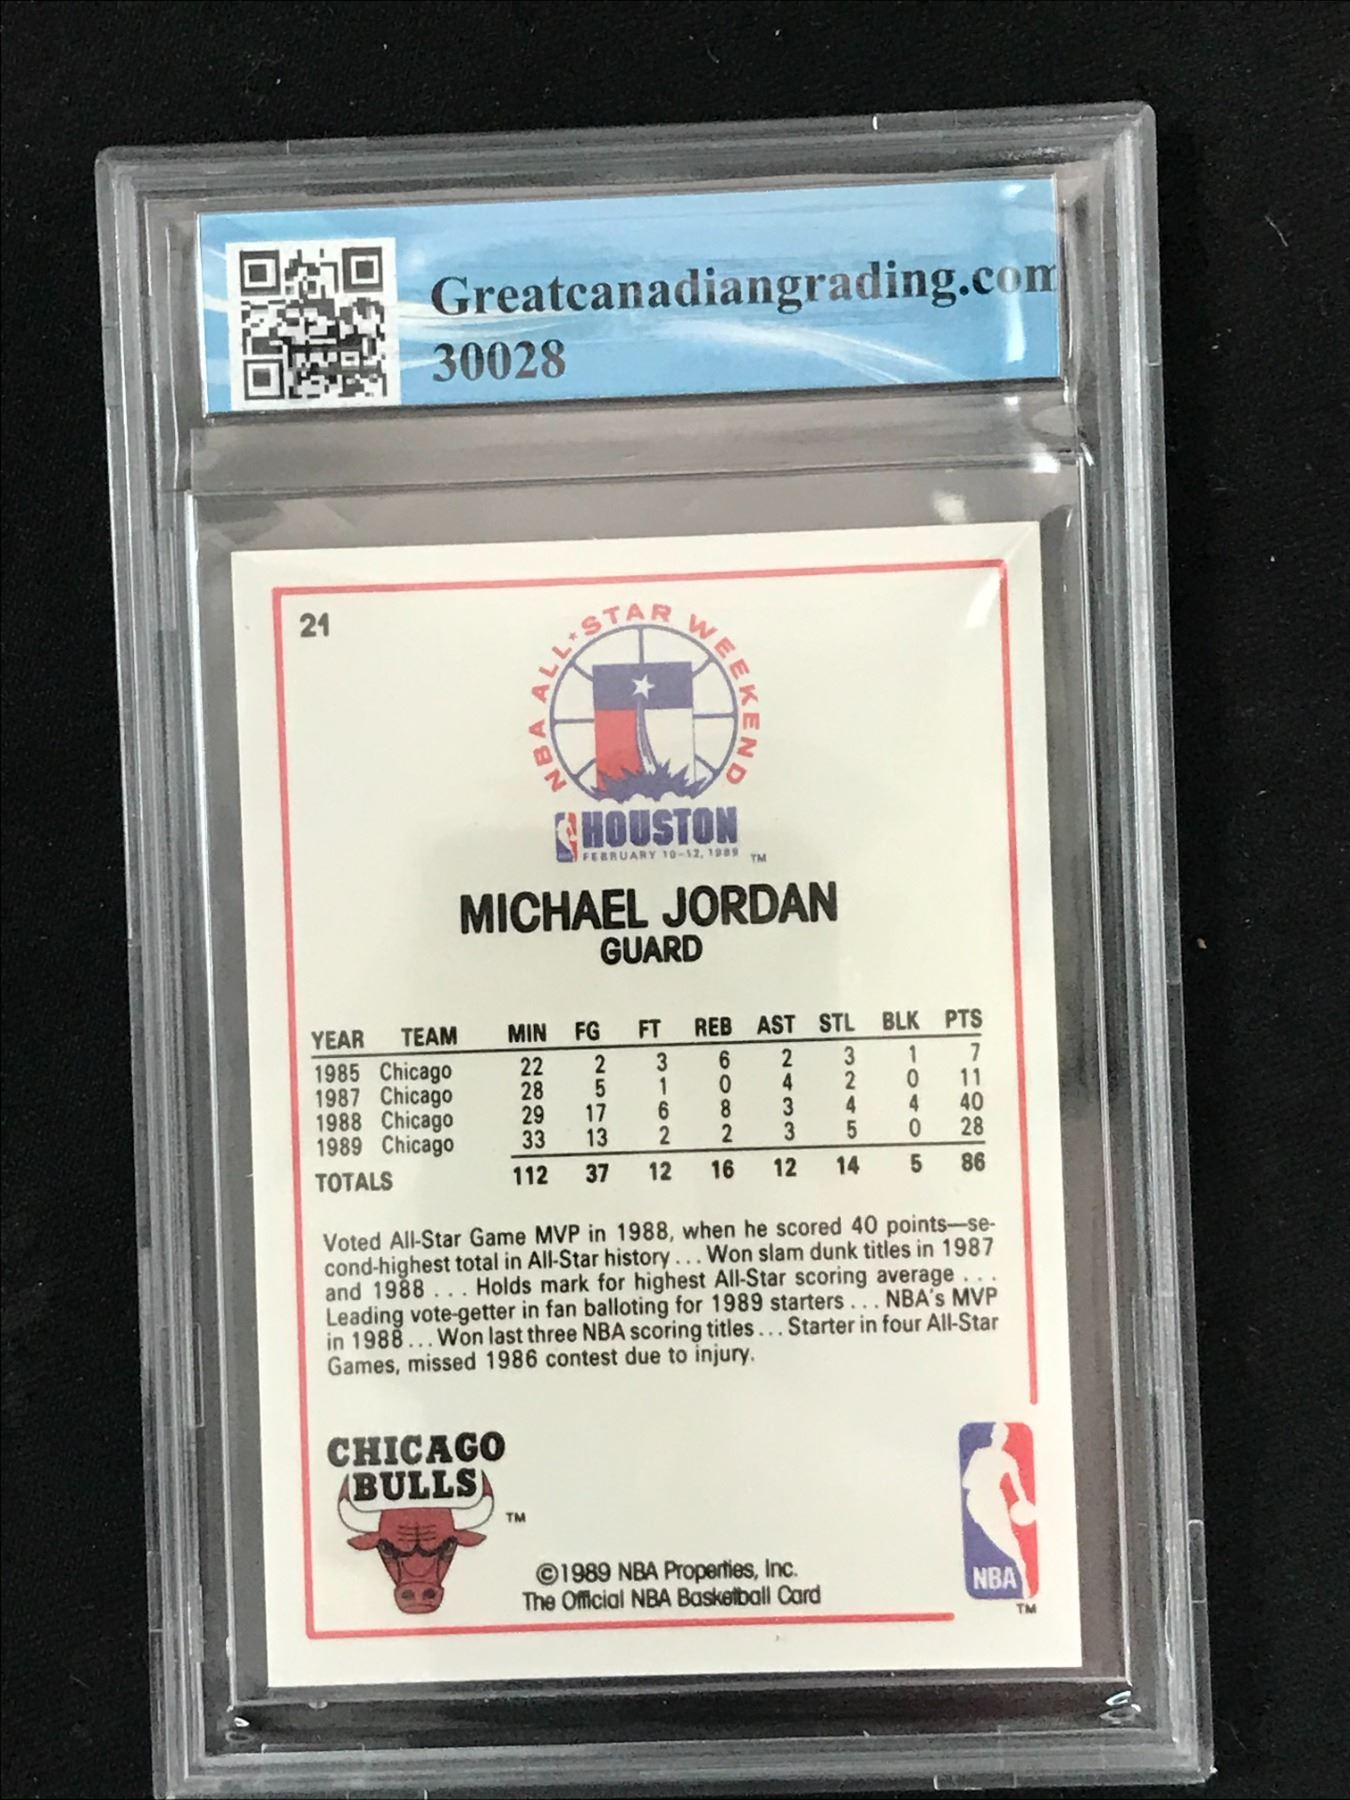 Greatcanadiangrading.com
30028
21
NBA ALL★STAR WEEKEND
HOUSTON
FEBRUARY 10-12, 1989 TM
MICHAEL JORDAN
GUARD
YEAR TEAM MIN FG FT REB AST STL BLK PTS
1985 Chicago 22 2 3 6 2 3 1 7
1987 Chicago 28 5 1 0 4 2 0 11
1988 Chicago 29 17 6 8 3 4 4 40
1989 Chicago 33 13 2 2 3 5 0 28
TOTALS 112 37 12 16 12 14 5 86
Voted All-Star Game MVP in 1988, when he scored 40 points—se-
cond-highest total in All-Star history . . . Won slam dunk titles in 1987
and 1988 . . . Holds mark for highest All-Star scoring average . . .
Leading vote-getter in fan balloting for 1989 starters . . . NBA's MVP
in 1988 . . . Won last three NBA scoring titles . . . Starter in four All-Star
Games, missed 1986 contest due to injury.
CHICAGO
BULLS
TM
©1989 NBA Properties, Inc.
The Official NBA Basketball Card
NBA
TM